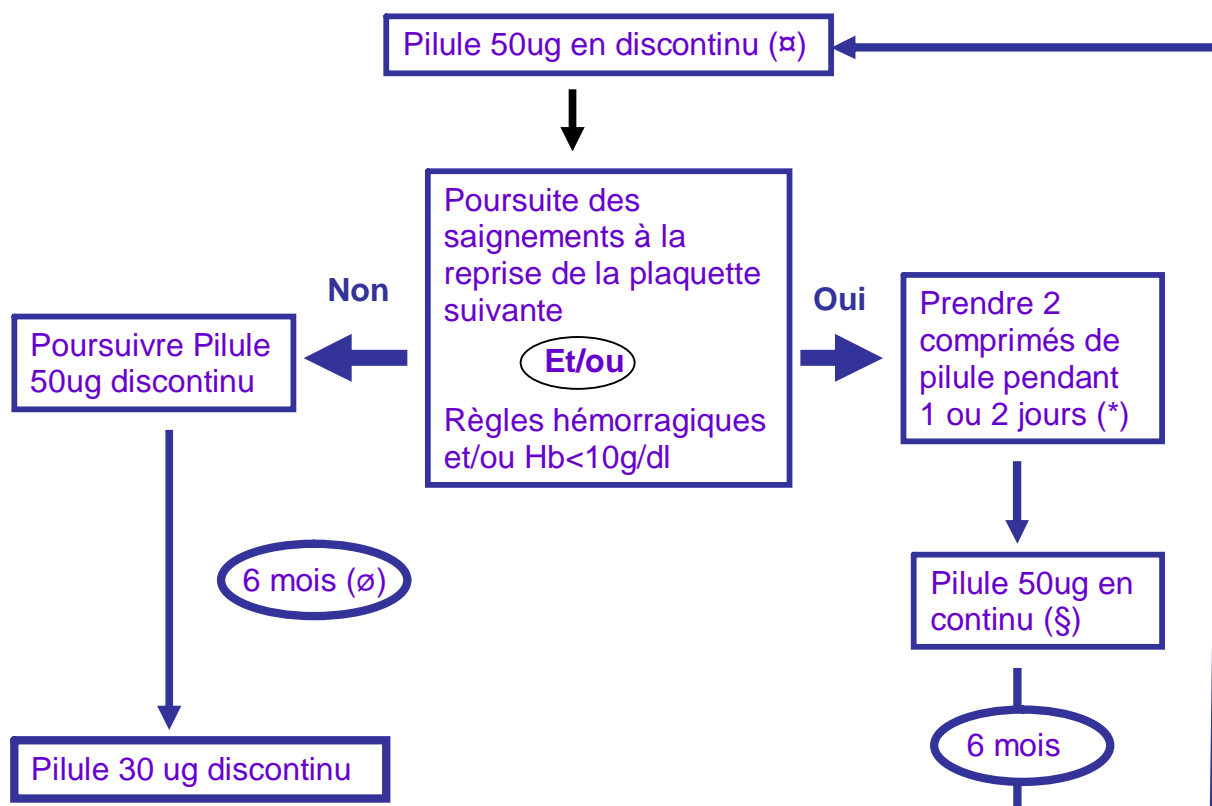 Pilule 50ug en discontinu (¤)
Poursuite des
saignements à la
reprise de la plaquette
suivante
Et/ou
Règles hémorragiques
et/ou Hb<10g/dl
Non
Oui
Poursuivre Pilule
50ug discontinu
Prendre 2
comprimés de
pilule pendant
1 ou 2 jours (*)
6 mois (ø)
Pilule 50ug en
continu (§)
Pilule 30 ug discontinu
6 mois